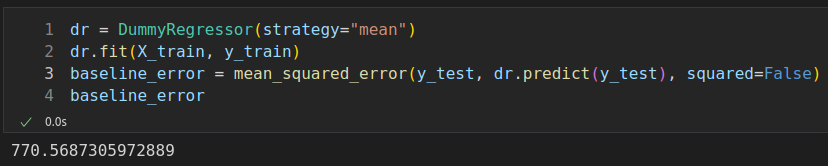 1 dr = DummyRegressor(strategy="mean")
2 dr.fit(X_train, y_train)
3 baseline_error = mean_squared_error(y_test, dr.predict(y_test), squared=False)
4 baseline_error
✓ 0.0s
770.5687305972889